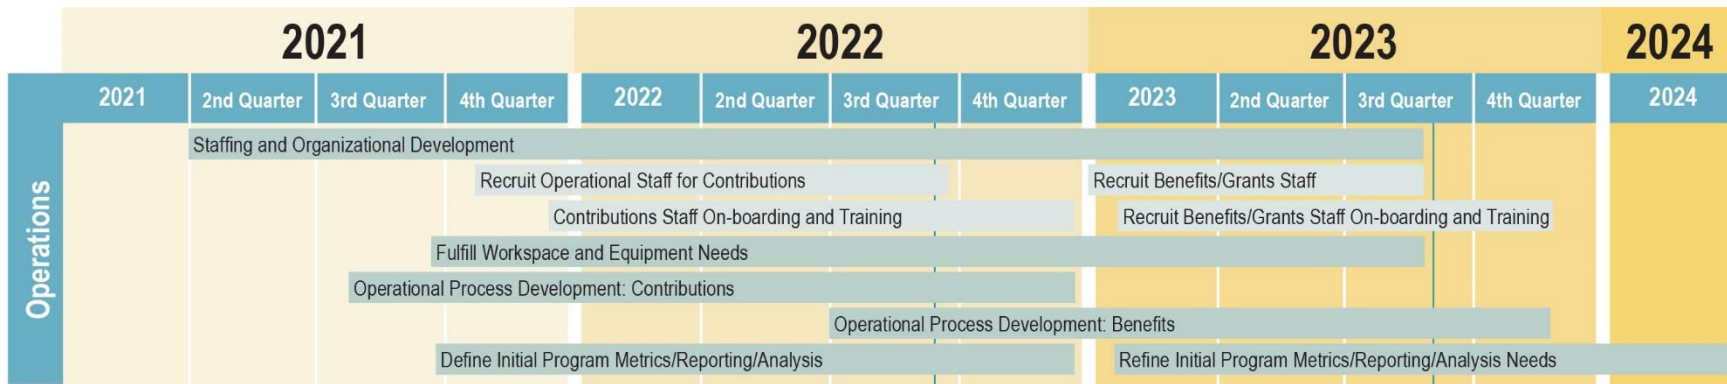 2021 2022 2023 2024
2021 2nd Quarter 3rd Quarter 4th Quarter 2022 2nd Quarter 3rd Quarter 4th Quarter 2023 2nd Quarter 3rd Quarter 4th Quarter 2024
Operations
Staffing and Organizational Development
Recruit Operational Staff for Contributions Recruit Benefits/Grants Staff
Contributions Staff On-boarding and Training Recruit Benefits/Grants Staff On-boarding and Training
Fulfill Workspace and Equipment Needs
Operational Process Development: Contributions
Operational Process Development: Benefits
Define Initial Program Metrics/Reporting/Analysis Refine Initial Program Metrics/Reporting/Analysis Needs